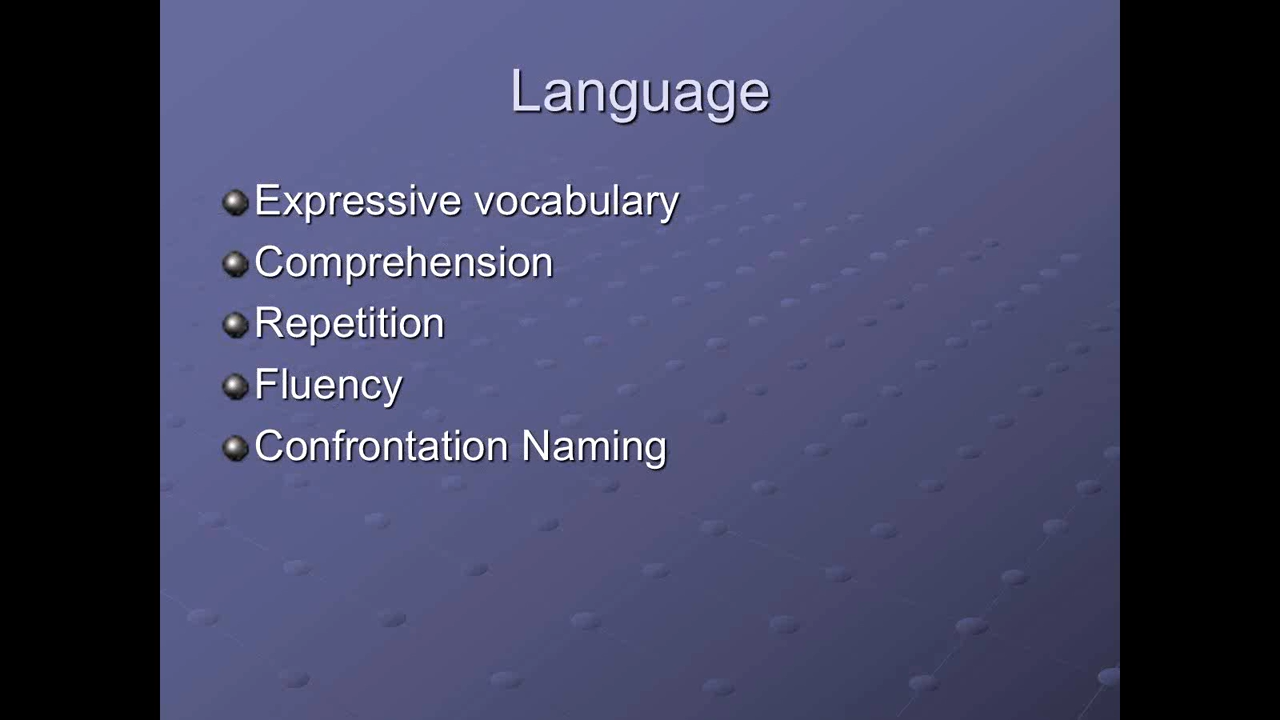 Language
Expressive vocabulary
Comprehension
Repetition
Fluency
Confrontation Naming